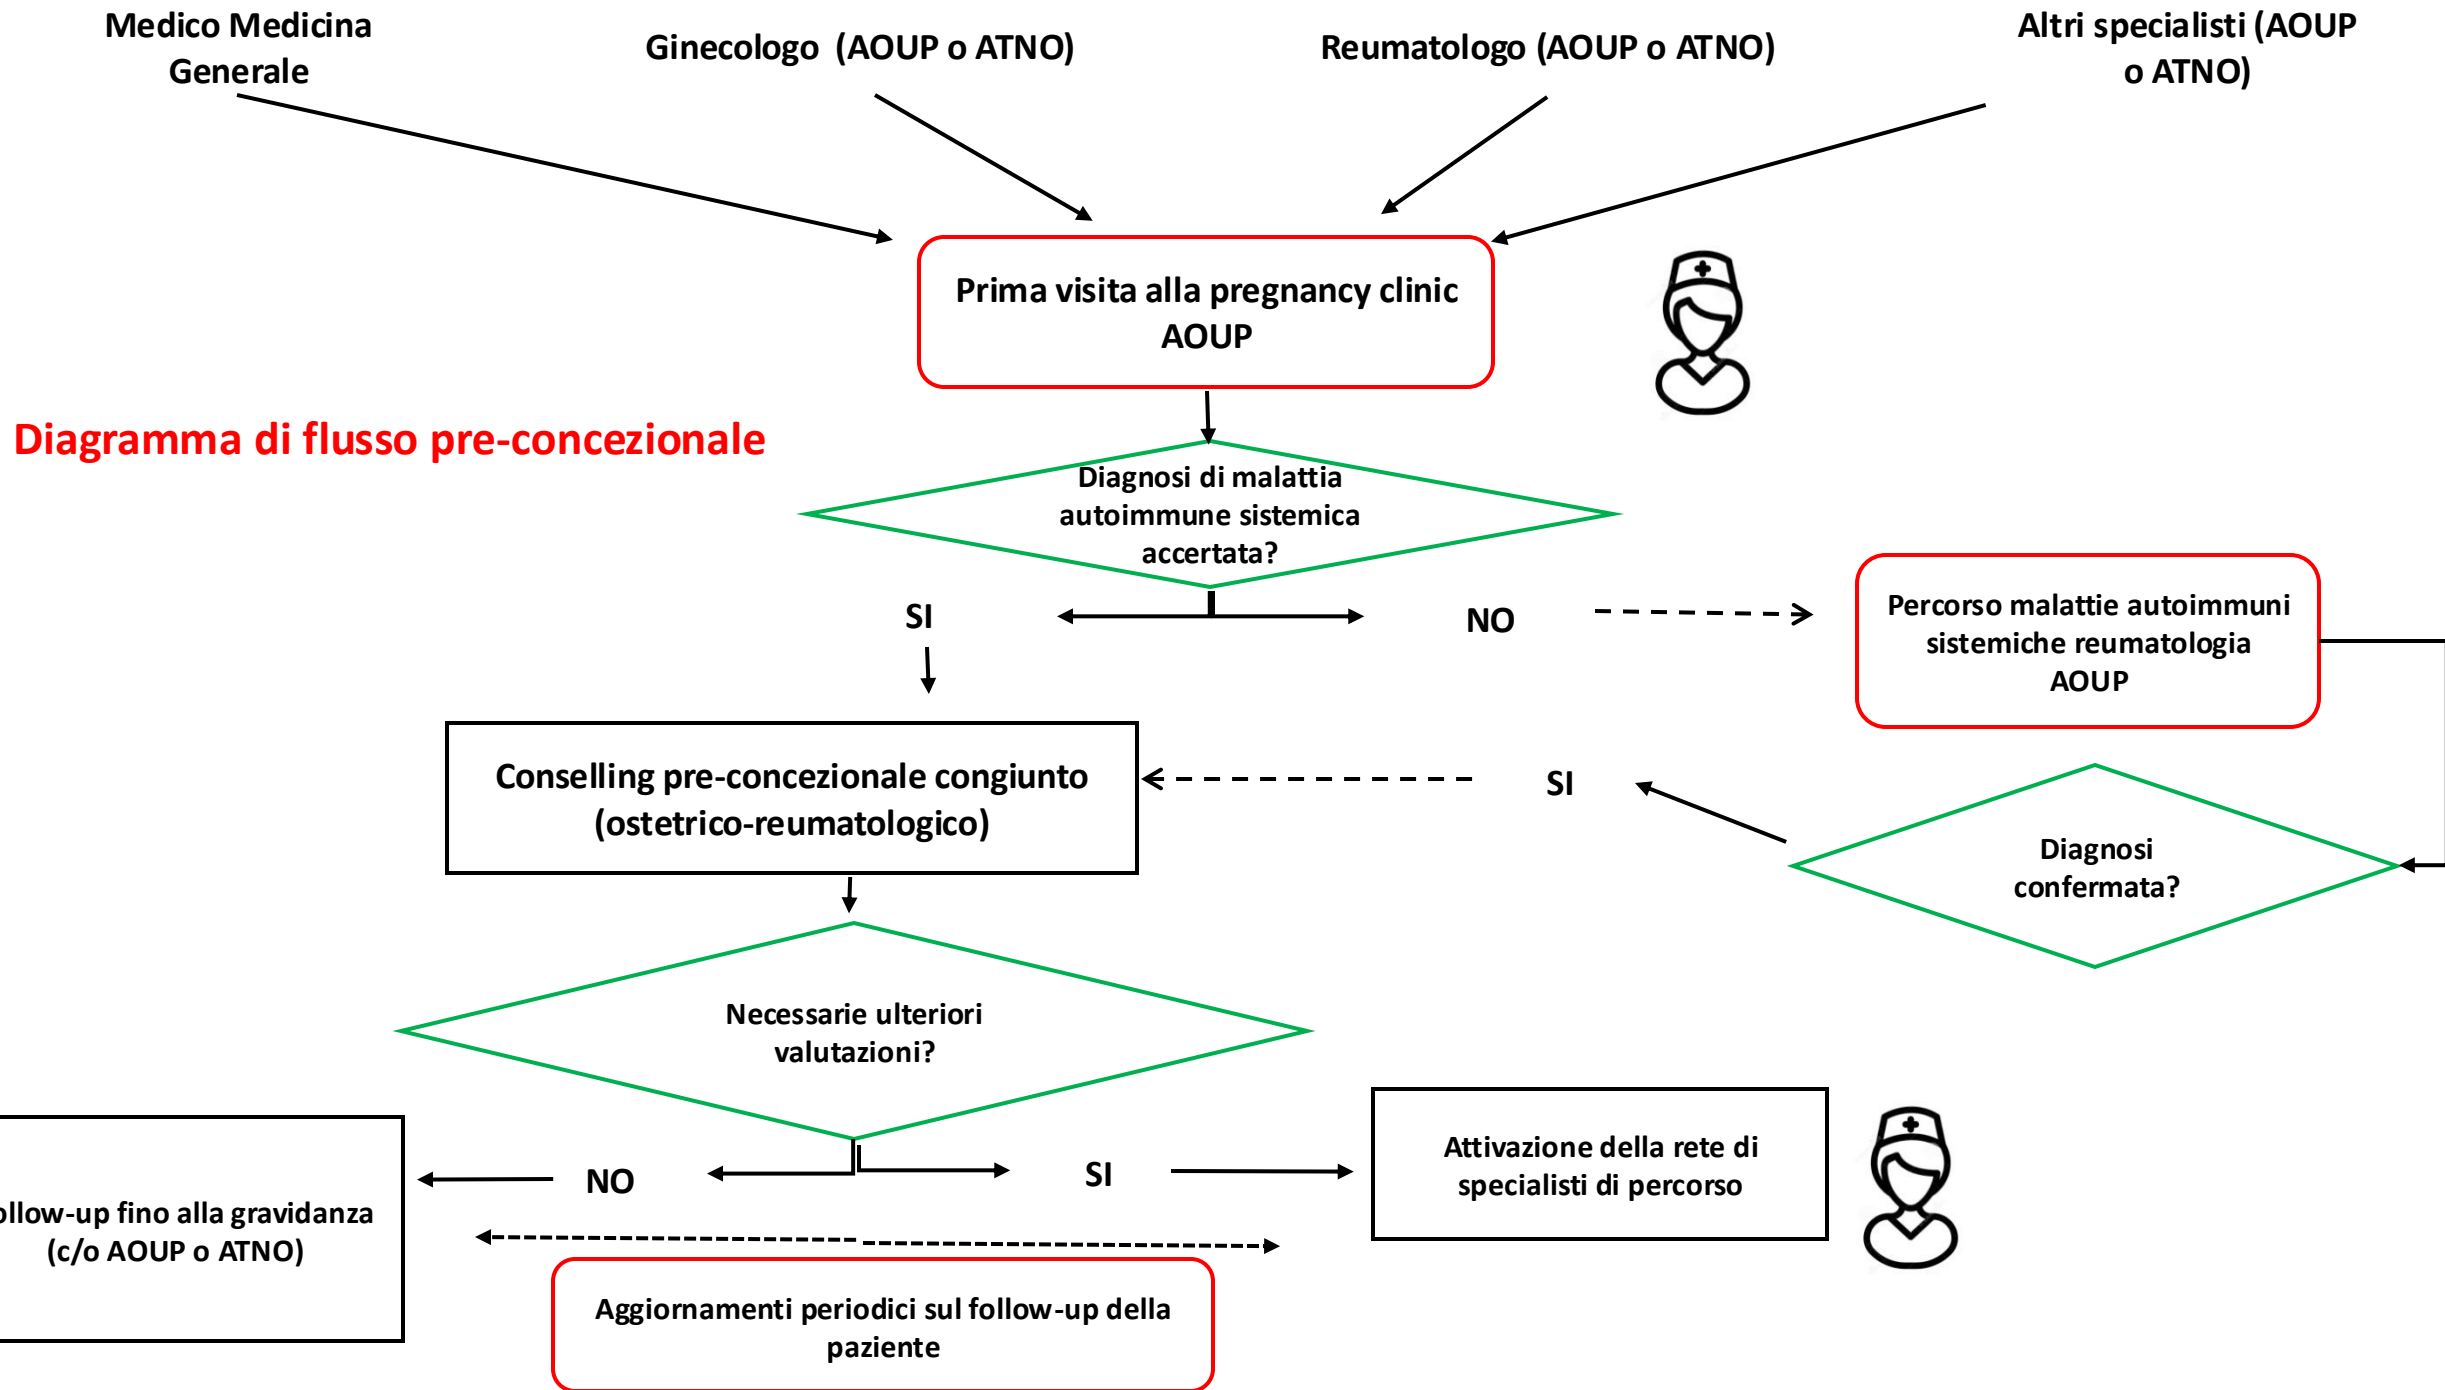 Medico Medicina
Generale
Ginecologo (AOUP o ATNO)
Reumatologo (AOUP o ATNO)
Altri specialisti (AOUP
o ATNO)
Prima visita alla pregnancy clinic
AOUP
Diagramma di flusso pre-concezionale
Diagnosi di malattia
autoimmune sistemica
accertata?
SI
NO
Percorso malattie autoimmuni
sistemiche reumatologia
AOUP
Conselling pre-concezionale congiunto
(ostetrico-reumatologico)
SI
Diagnosi
confermata?
Necessarie ulteriori
valutazioni?
NO
SI
Attivazione della rete di
specialisti di percorso
ollow-up fino alla gravidanza
(c/o AOUP o ATNO)
Aggiornamenti periodici sul follow-up della
paziente